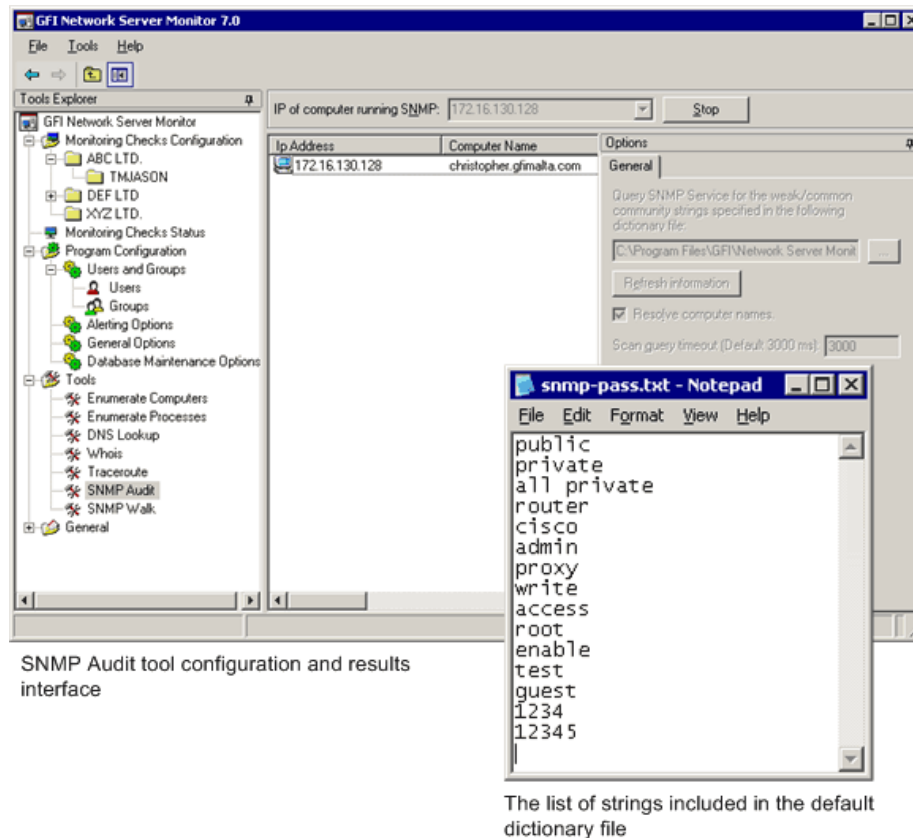 GFI Network Server Monitor 7.0
File Tools Help
Tools Explorer
GFI Network Server Monitor
Monitoring Checks Configuration
ABC LTD.
TMJASON
DEF LTD
XYZ LTD.
Monitoring Checks Status
Program Configuration
Users and Groups
Users
Groups
Alerting Options
General Options
Database Maintenance Options
Tools
Enumerate Computers
Enumerate Processes
DNS Lookup
Whois
Traceroute
SNMP Audit
SNMP Walk
General
IP of computer running SNMP: 172.16.130.128 Stop
Ip Address Computer Name
172.16.130.128 christopher.gfimalta.com
Options
General
Query SNMP Service for the weak/common
community strings specified in the following
dictionary file:
C:\Program Files\GFI\Network Server Monit ...
Refresh information
Resolve computer names.
Scan query timeout (Default 3000 ms): 3000
snmp-pass.txt - Notepad
File Edit Format View Help
public
private
all private
router
cisco
admin
proxy
write
access
root
enable
test
guest
1234
12345
SNMP Audit tool configuration and results
interface
The list of strings included in the default
dictionary file